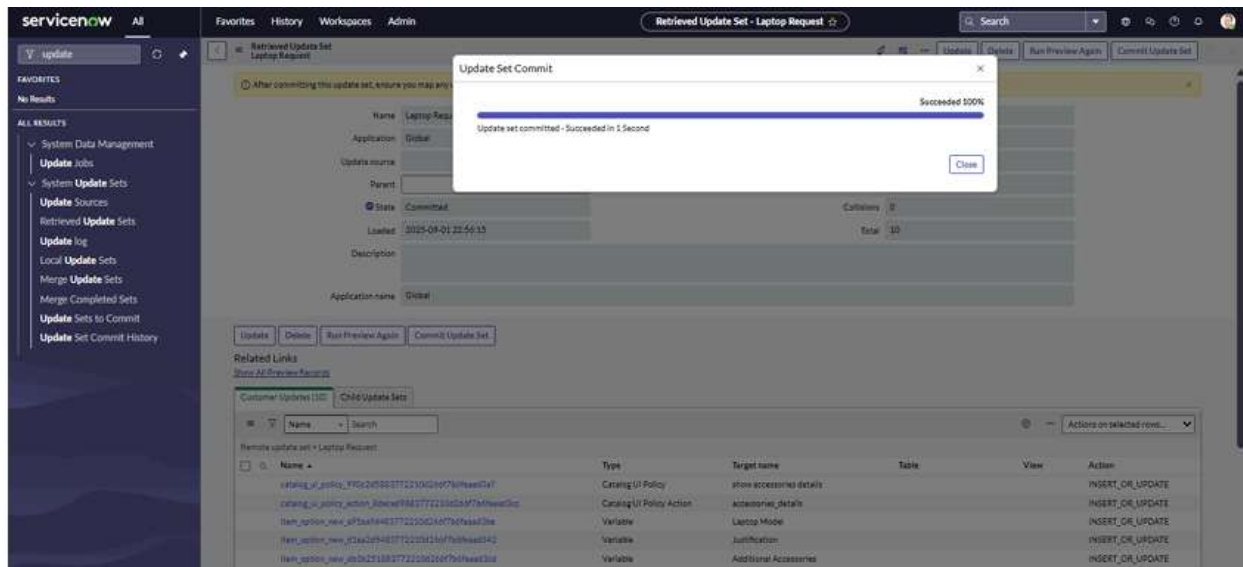 servicenow All Favorites History Workspaces Admin Retrieved Update Set - Laptop Request Search
update
FAVORITES
No Results
ALL RESULTS
System Data Management
Update Jobs
System Update Sets
Update Sources
Retrieved Update Sets
Update log
Local Update Sets
Merge Update Sets
Merge Completed Sets
Update Sets to Commit
Update Set Commit History
Retrieved Update Set
Laptop Request
Update Delete Run Preview Again Commit Update Set
After committing this update set, ensure you map any
Update Set Commit
Succeeded 100%
Update set committed - Succeeded in 1 Second
Close
Name Laptop
Application Global
Update source
Parent
State Committed Collisions 0
Loaded 2025-09-01 22:56:15 Total 10
Description
Application name Global
Update Delete Run Preview Again Commit Update Set
Related Links
Show All Preview Records
Customer Updates (10) Child Update Sets
Name Search Actions on selected rows...
Remote update set = Laptop Request
Name Type Target name Table View Action
Catalog UI Policy show accessories details INSERT_OR_UPDATE
Catalog UI Policy Action accessories_details INSERT_OR_UPDATE
Variable Laptop Model INSERT_OR_UPDATE
Variable Justification INSERT_OR_UPDATE
Variable Additional Accessories INSERT_OR_UPDATE